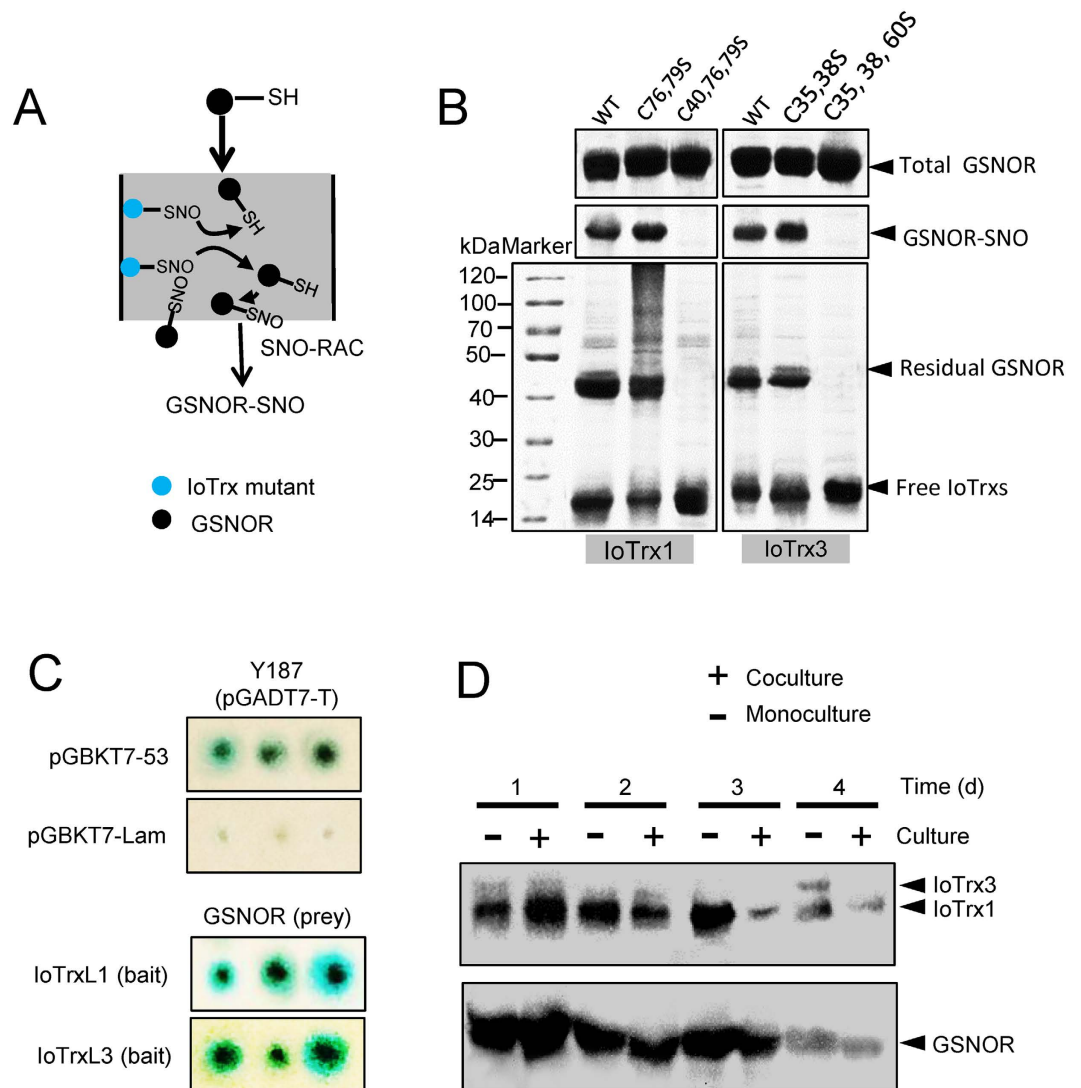 A
SH
SNO
SH
SNO
SH
SNO
SNO
SNO-RAC
GSNOR-SNO
IoTrx mutant
GSNOR
B
WT
C76,79S
C40,76,79S
WT
C35,38S
C35, 38, 60S
Total GSNOR
GSNOR-SNO
kDa Marker
120
100
70
50
40
30
25
14
Residual GSNOR
Free IoTrxs
IoTrx1
IoTrx3
C
Y187
(pGADT7-T)
pGBKT7-53
pGBKT7-Lam
GSNOR (prey)
IoTrxL1 (bait)
IoTrxL3 (bait)
D
+ Coculture
- Monoculture
1 2 3 4 Time (d)
- + - + - + - + Culture
IoTrx3
IoTrx1
GSNOR